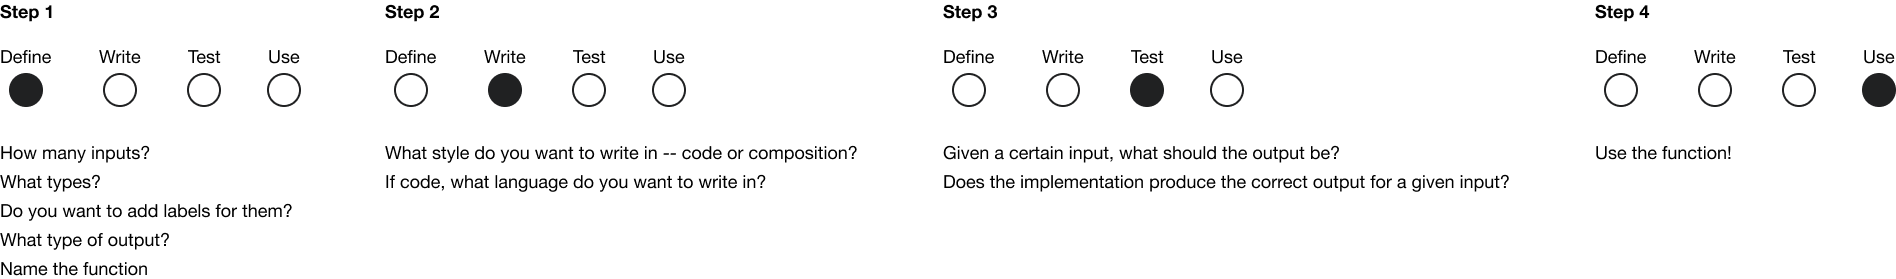 Step 1
Define Write Test Use
How many inputs?
What types?
Do you want to add labels for them?
What type of output?
Name the function
Step 2
Define Write Test Use
What style do you want to write in -- code or composition?
If code, what language do you want to write in?
Step 3
Define Write Test Use
Given a certain input, what should the output be?
Does the implementation produce the correct output for a given input?
Step 4
Define Write Test Use
Use the function!